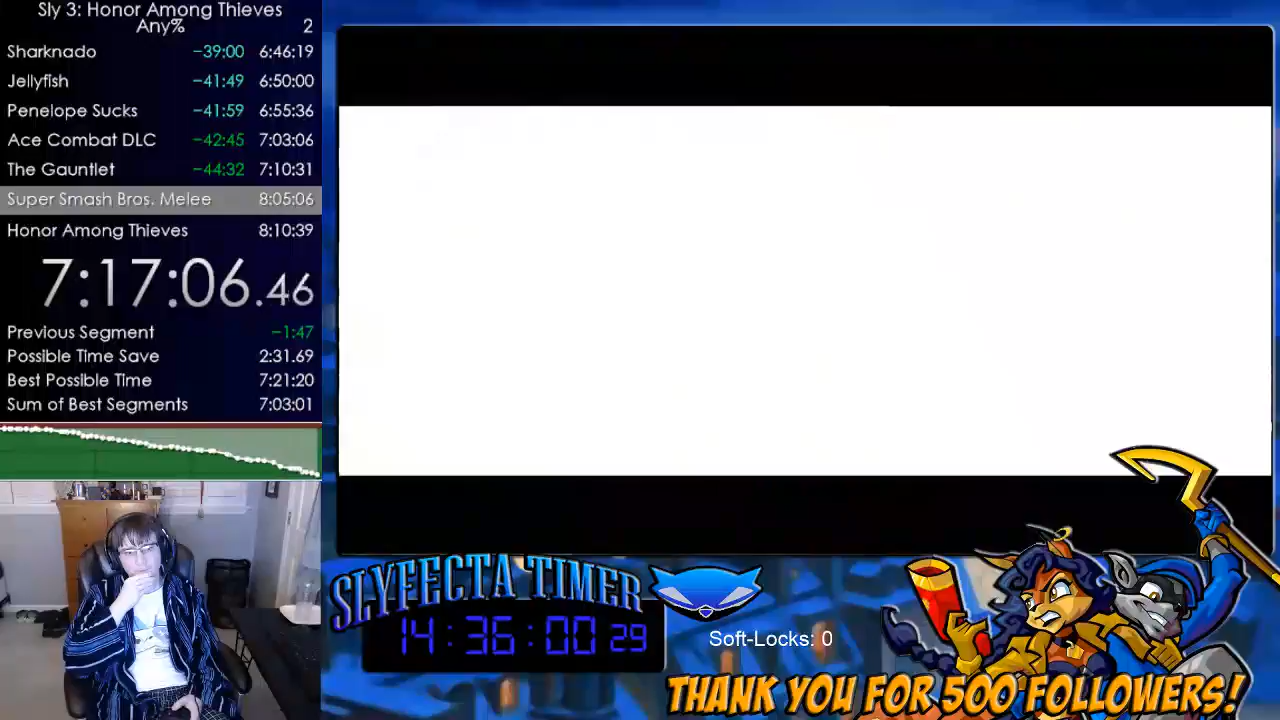 Sly 3: Honor Among Thieves
Any%
2
Sharknado -39:00 6:46:19
Jellyfish -41:49 6:50:00
Penelope Sucks -41:59 6:55:36
Ace Combat DLC -42:45 7:03:06
The Gauntlet -44:32 7:10:31
Super Smash Bros. Melee 8:05:06
Honor Among Thieves 8:10:39
7:17:06.46
Previous Segment -1:47
Possible Time Save 2:31.69
Best Possible Time 7:21:20
Sum of Best Segments 7:03:01
SLYFECTA TIMER
14:36:00 29
Soft-Locks: 0
THANK YOU FOR 500 FOLLOWERS!